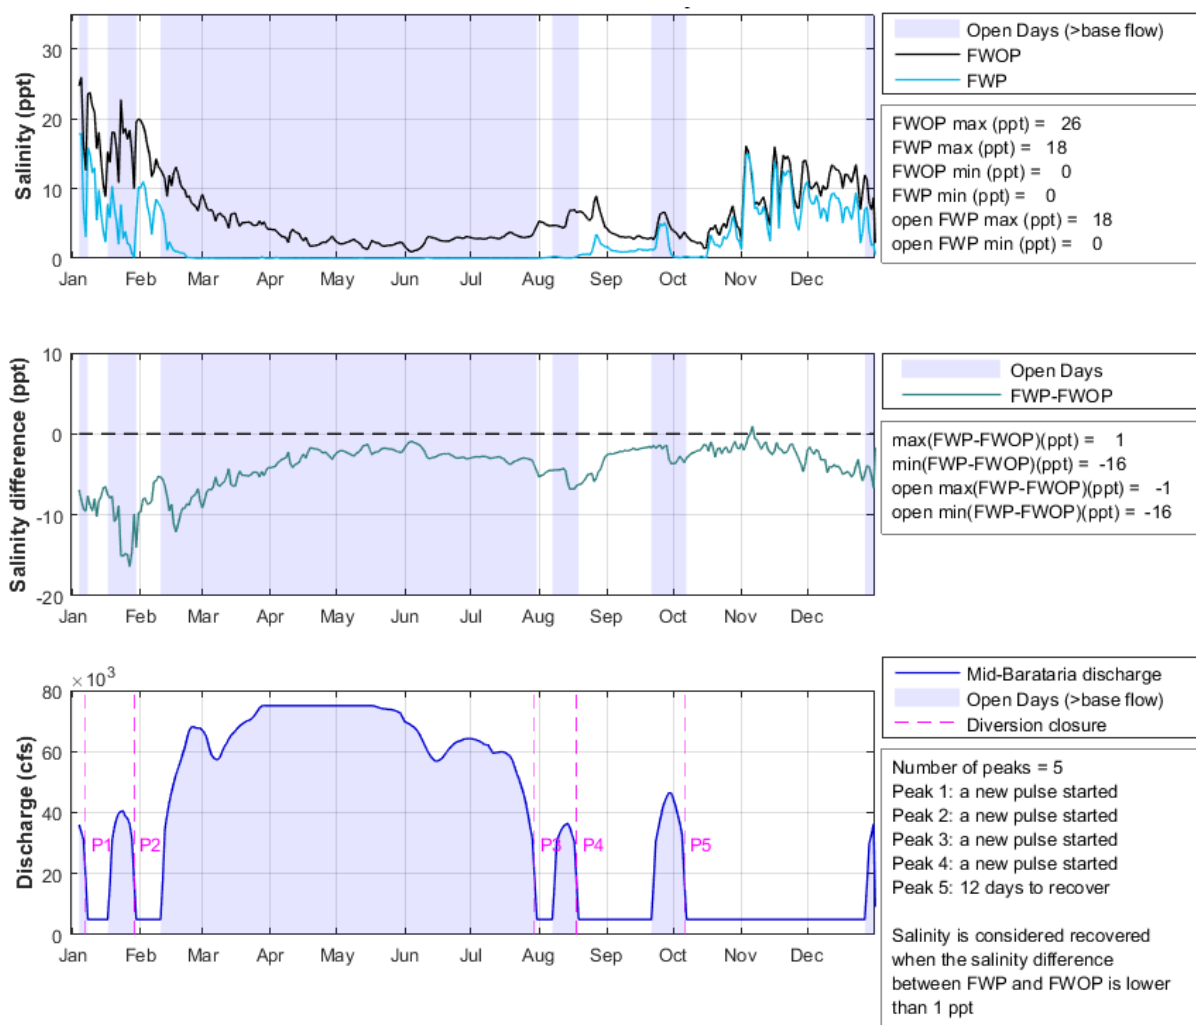 Salinity (ppt)
30
20
10
0
Jan Feb Mar Apr May Jun Jul Aug Sep Oct Nov Dec
Open Days (>base flow)
FWOP
FWP
FWOP max (ppt) = 26
FWP max (ppt) = 18
FWOP min (ppt) = 0
FWP min (ppt) = 0
open FWP max (ppt) = 18
open FWP min (ppt) = 0
Salinity difference (ppt)
10
0
-10
-20
Jan Feb Mar Apr May Jun Jul Aug Sep Oct Nov Dec
Open Days
FWP-FWOP
max(FWP-FWOP)(ppt) = 1
min(FWP-FWOP)(ppt) = -16
open max(FWP-FWOP)(ppt) = -1
open min(FWP-FWOP)(ppt) = -16
Discharge (cfs)
×10³
80
60
40
20
0
P1 P2 P3 P4 P5
Jan Feb Mar Apr May Jun Jul Aug Sep Oct Nov Dec
Mid-Barataria discharge
Open Days (>base flow)
Diversion closure
Number of peaks = 5
Peak 1: a new pulse started
Peak 2: a new pulse started
Peak 3: a new pulse started
Peak 4: a new pulse started
Peak 5: 12 days to recover
Salinity is considered recovered
when the salinity difference
between FWP and FWOP is lower
than 1 ppt